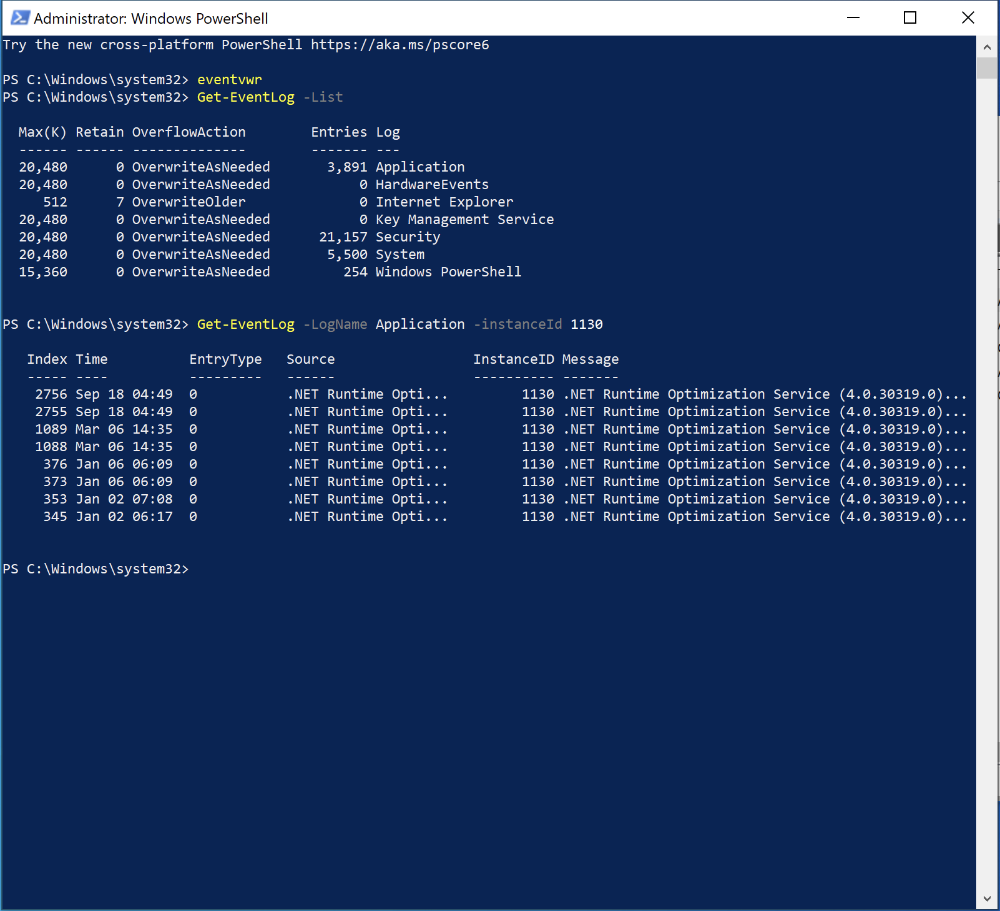 Administrator: Windows PowerShell
Try the new cross-platform PowerShell https://aka.ms/pscore6
PS C:\Windows\system32> eventvwr
PS C:\Windows\system32> Get-EventLog -List
  Max(K) Retain OverflowAction        Entries Log
  ------ ------ --------------        ------- ---
  20,480      0 OverwriteAsNeeded       3,891 Application
  20,480      0 OverwriteAsNeeded           0 HardwareEvents
     512      7 OverwriteOlder              0 Internet Explorer
  20,480      0 OverwriteAsNeeded           0 Key Management Service
  20,480      0 OverwriteAsNeeded      21,157 Security
  20,480      0 OverwriteAsNeeded       5,500 System
  15,360      0 OverwriteAsNeeded         254 Windows PowerShell
PS C:\Windows\system32> Get-EventLog -LogName Application -instanceId 1130
   Index Time          EntryType   Source                 InstanceID Message
   ----- ----          ---------   ------                 ---------- -------
    2756 Sep 18 04:49  0           .NET Runtime Opti...         1130 .NET Runtime Optimization Service (4.0.30319.0)...
    2755 Sep 18 04:49  0           .NET Runtime Opti...         1130 .NET Runtime Optimization Service (4.0.30319.0)...
    1089 Mar 06 14:35  0           .NET Runtime Opti...         1130 .NET Runtime Optimization Service (4.0.30319.0)...
    1088 Mar 06 14:35  0           .NET Runtime Opti...         1130 .NET Runtime Optimization Service (4.0.30319.0)...
     376 Jan 06 06:09  0           .NET Runtime Opti...         1130 .NET Runtime Optimization Service (4.0.30319.0)...
     373 Jan 06 06:09  0           .NET Runtime Opti...         1130 .NET Runtime Optimization Service (4.0.30319.0)...
     353 Jan 02 07:08  0           .NET Runtime Opti...         1130 .NET Runtime Optimization Service (4.0.30319.0)...
     345 Jan 02 06:17  0           .NET Runtime Opti...         1130 .NET Runtime Optimization Service (4.0.30319.0)...
PS C:\Windows\system32>